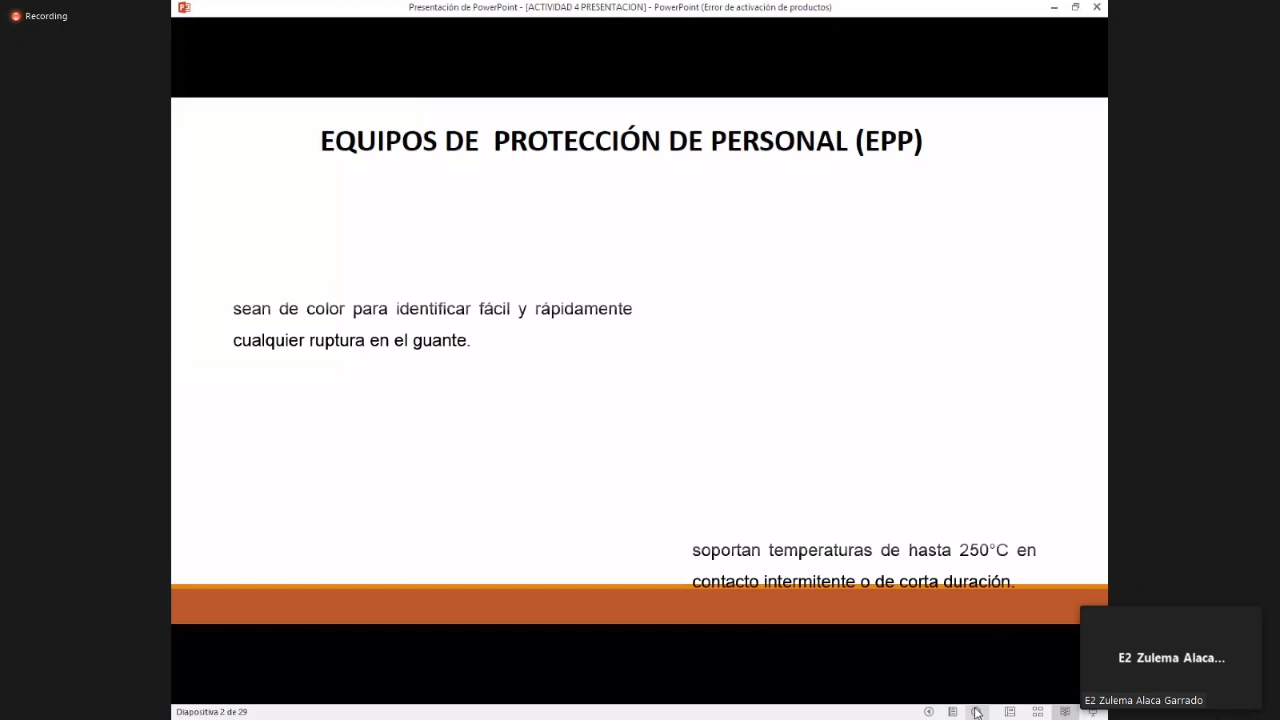 Recording
Presentación de PowerPoint - [ACTIVIDAD 4 PRESENTACION] - PowerPoint (Error de activación de productos)
EQUIPOS DE PROTECCIÓN DE PERSONAL (EPP)
sean de color para identificar fácil y rápidamente
cualquier ruptura en el guante.
soportan temperaturas de hasta 250°C en
contacto intermitente o de corta duración.
E2 Zulema Alaca...
E2 Zulema Alaca Garrado
Diapositiva 2 de 29